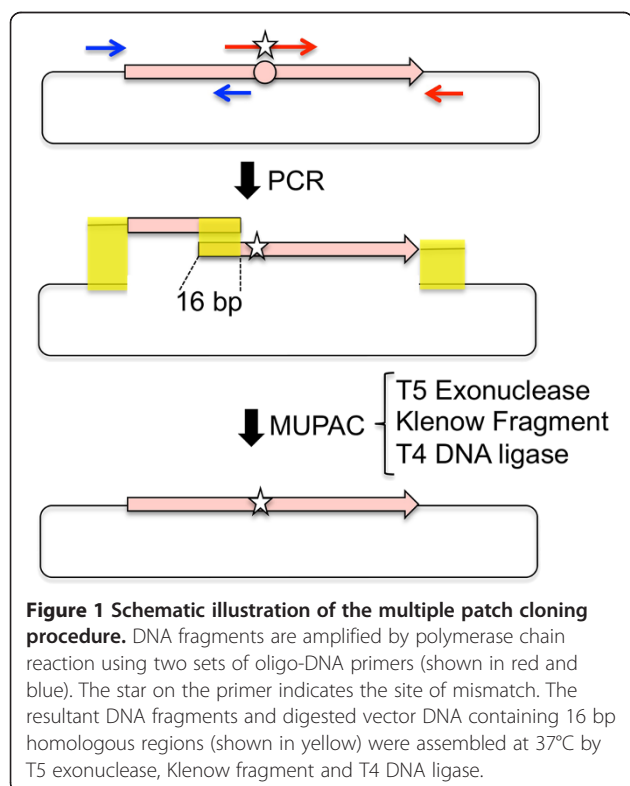 PCR
16 bp
MUPAC
T5 Exonuclease
Klenow Fragment
T4 DNA ligase
Figure 1 Schematic illustration of the multiple patch cloning
procedure. DNA fragments are amplified by polymerase chain
reaction using two sets of oligo-DNA primers (shown in red and
blue). The star on the primer indicates the site of mismatch. The
resultant DNA fragments and digested vector DNA containing 16 bp
homologous regions (shown in yellow) were assembled at 37°C by
T5 exonuclease, Klenow fragment and T4 DNA ligase.